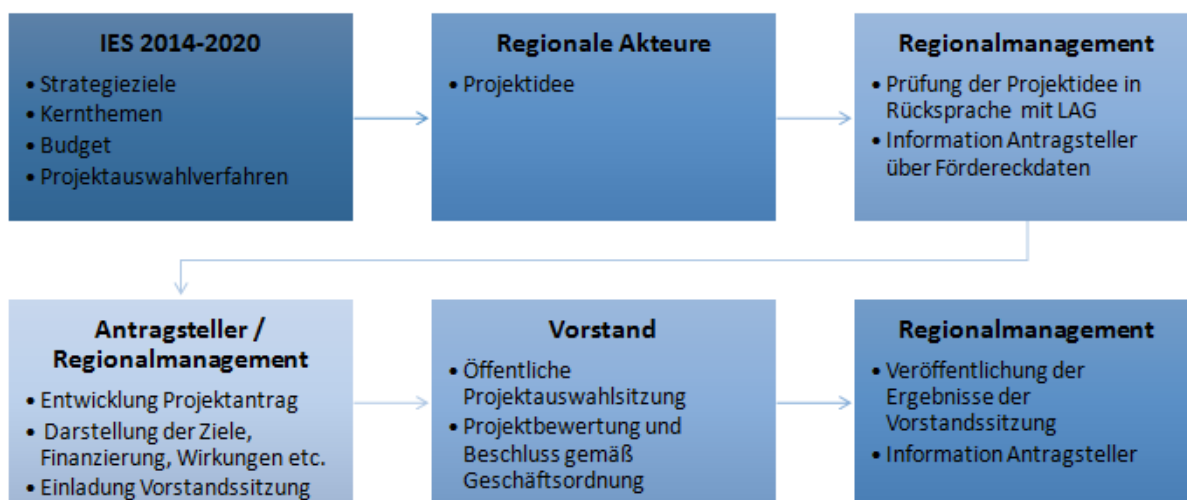 IES 2014-2020
• Strategieziele
• Kernthemen
• Budget
• Projektauswahlverfahren
Regionale Akteure
• Projektidee
Regionalmanagement
• Prüfung der Projektidee in
Rücksprache mit LAG
• Information Antragsteller
über Fördereckdaten
Antragsteller /
Regionalmanagement
• Entwicklung Projektantrag
• Darstellung der Ziele,
Finanzierung, Wirkungen etc.
• Einladung Vorstandssitzung
Vorstand
• Öffentliche
Projektauswahlsitzung
• Projektbewertung und
Beschluss gemäß
Geschäftsordnung
Regionalmanagement
• Veröffentlichung der
Ergebnisse der
Vorstandssitzung
• Information Antragsteller